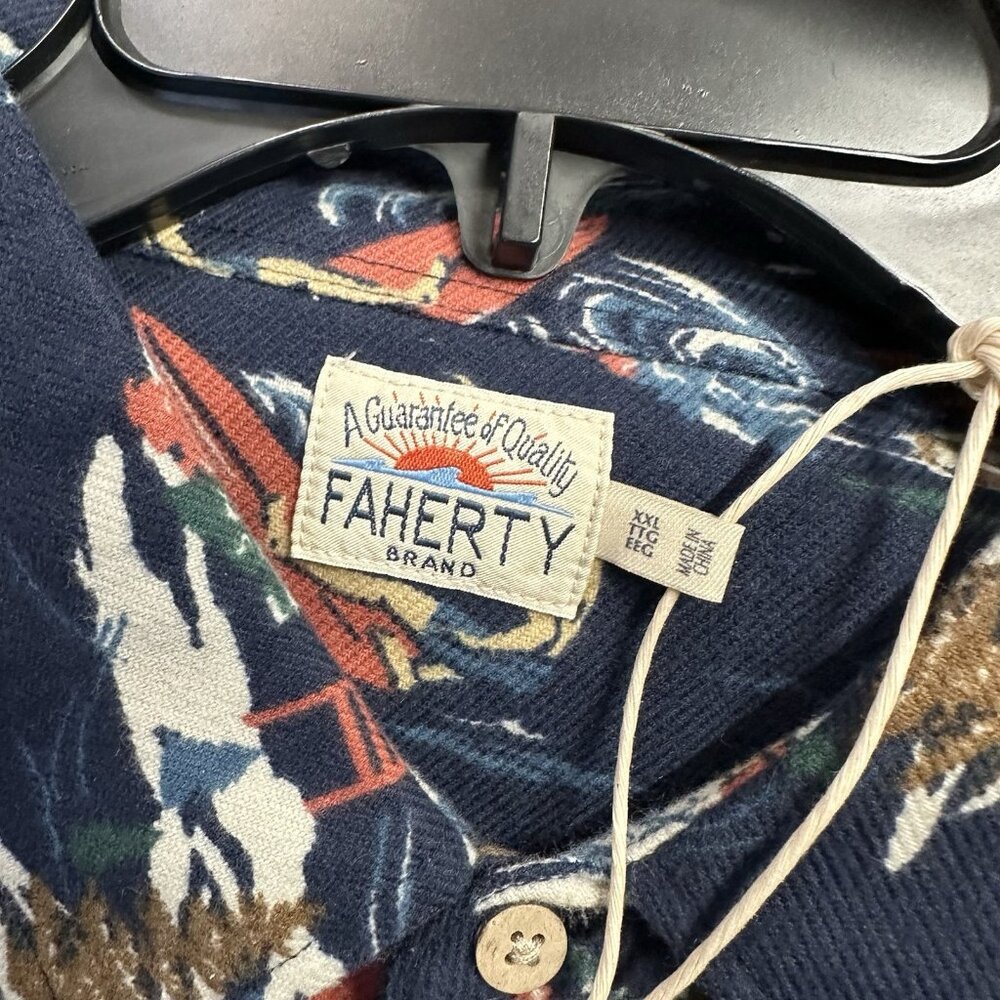 A Guarantee of Quality
FAHERTY
BRAND
XXL
TTG
EEG
MADE IN
CHINA